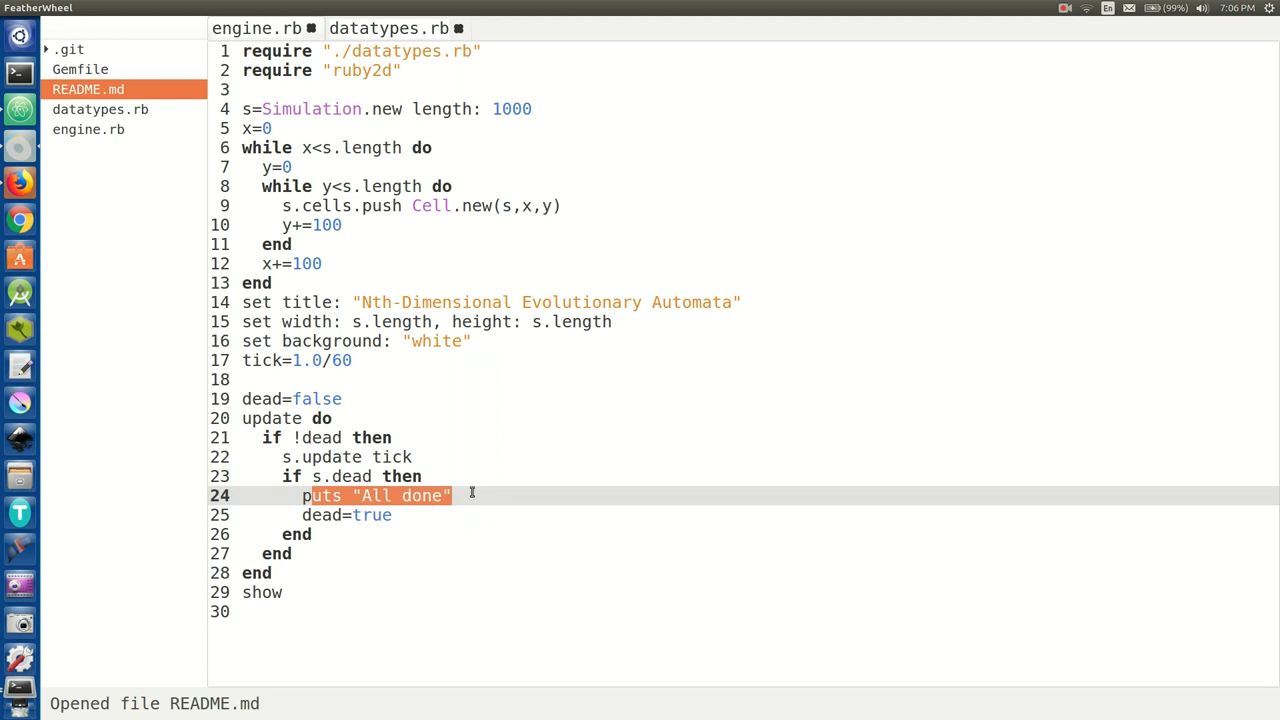 FeatherWheel
En (99%) 7:06 PM
engine.rb datatypes.rb
.git
Gemfile
README.md
datatypes.rb
engine.rb
1 require "./datatypes.rb"
2 require "ruby2d"
3
4 s=Simulation.new length: 1000
5 x=0
6 while x<s.length do
7 y=0
8 while y<s.length do
9 s.cells.push Cell.new(s,x,y)
10 y+=100
11 end
12 x+=100
13 end
14 set title: "Nth-Dimensional Evolutionary Automata"
15 set width: s.length, height: s.length
16 set background: "white"
17 tick=1.0/60
18
19 dead=false
20 update do
21 if !dead then
22 s.update tick
23 if s.dead then
24 puts "All done"
25 dead=true
26 end
27 end
28 end
29 show
30
Opened file README.md